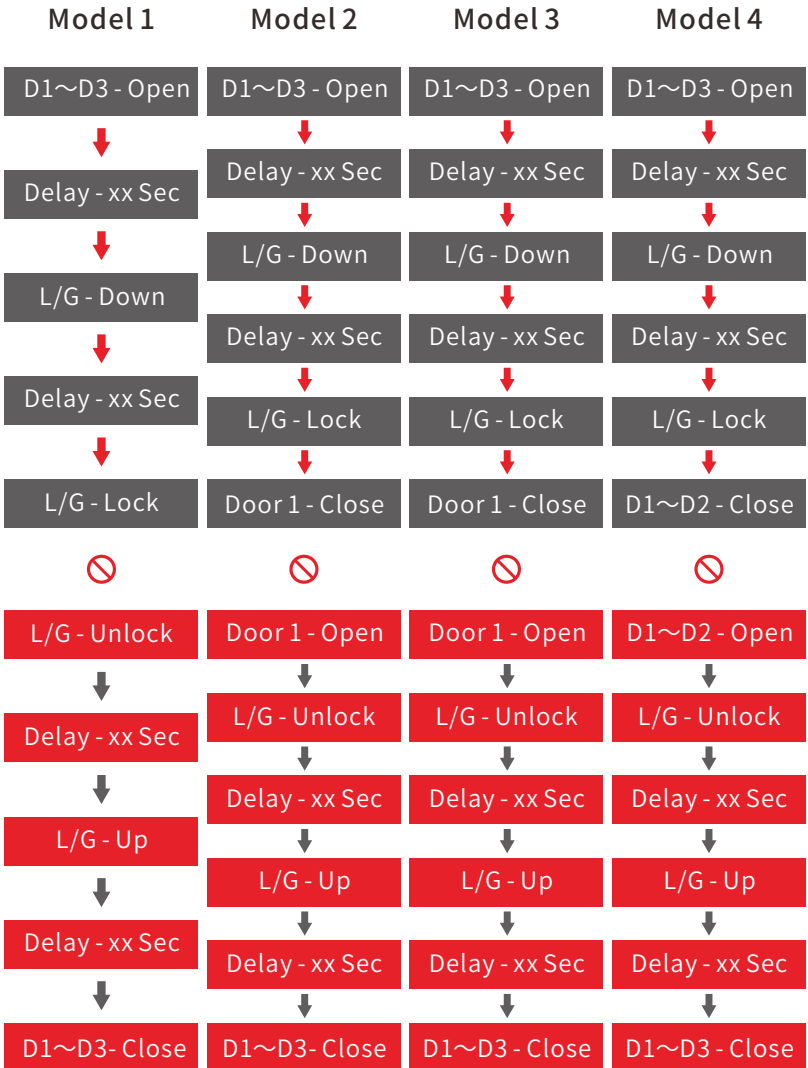 Model 1
D1～D3 - Open
Delay - xx Sec
L/G - Down
Delay - xx Sec
L/G - Lock
L/G - Unlock
Delay - xx Sec
L/G - Up
Delay - xx Sec
D1～D3- Close
Model 2
D1～D3 - Open
Delay - xx Sec
L/G - Down
Delay - xx Sec
L/G - Lock
Door 1 - Close
Door 1 - Open
L/G - Unlock
Delay - xx Sec
L/G - Up
Delay - xx Sec
D1～D3- Close
Model 3
D1～D3 - Open
Delay - xx Sec
L/G - Down
Delay - xx Sec
L/G - Lock
Door 1 - Close
Door 1 - Open
L/G - Unlock
Delay - xx Sec
L/G - Up
Delay - xx Sec
D1～D3 - Close
Model 4
D1～D3 - Open
Delay - xx Sec
L/G - Down
Delay - xx Sec
L/G - Lock
D1～D2 - Close
D1～D2 - Open
L/G - Unlock
Delay - xx Sec
L/G - Up
Delay - xx Sec
D1～D3 - Close